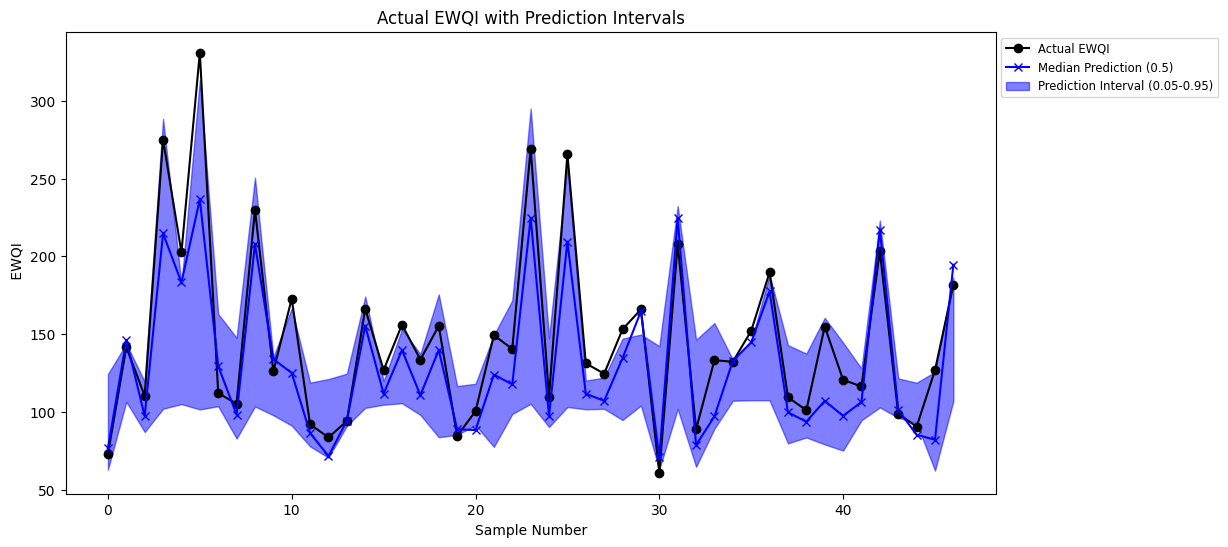 Actual EWQI with Prediction Intervals
Actual EWQI
Median Prediction (0.5)
Prediction Interval (0.05-0.95)
EWQI
300
250
200
150
100
50
0
10
20
30
40
Sample Number